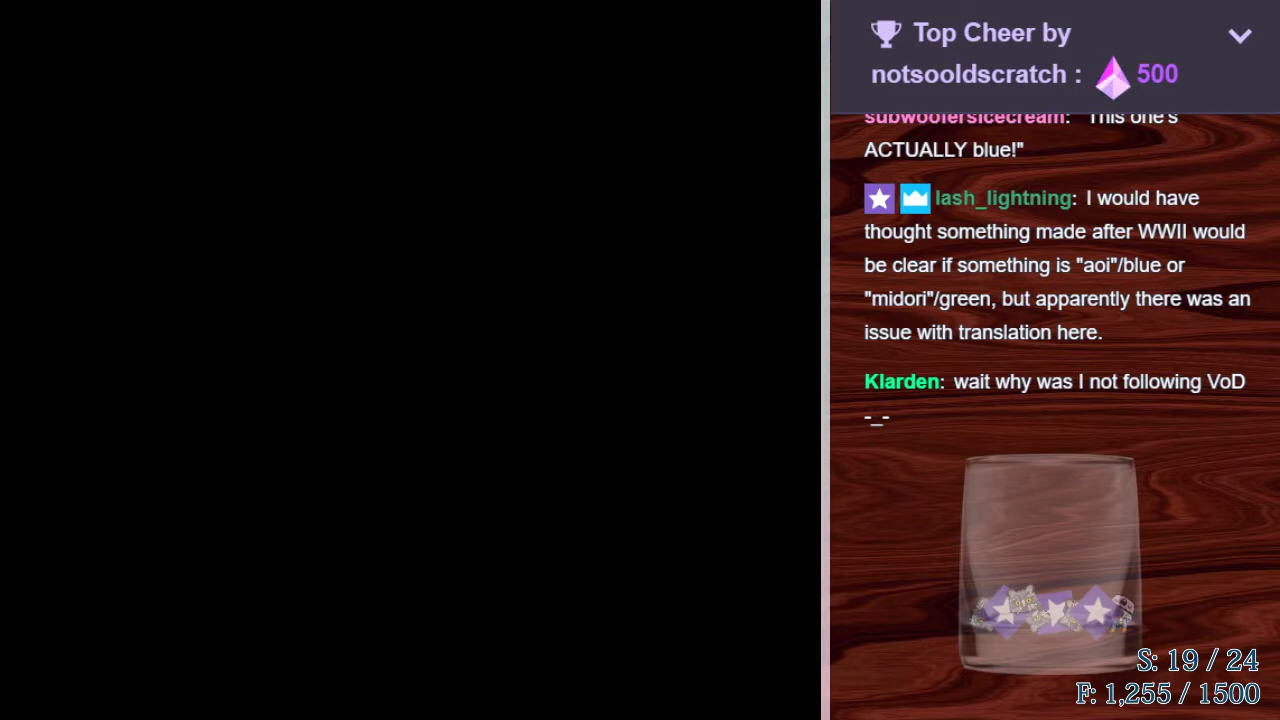 Top Cheer by
notsooldscratch : 500
subwoofersicecream: "This one's
ACTUALLY blue!"
lash_lightning: I would have
thought something made after WWII would
be clear if something is "aoi"/blue or
"midori"/green, but apparently there was an
issue with translation here.
Klarden: wait why was I not following VoD
-_-
S: 19 / 24
F: 1,255 / 1500